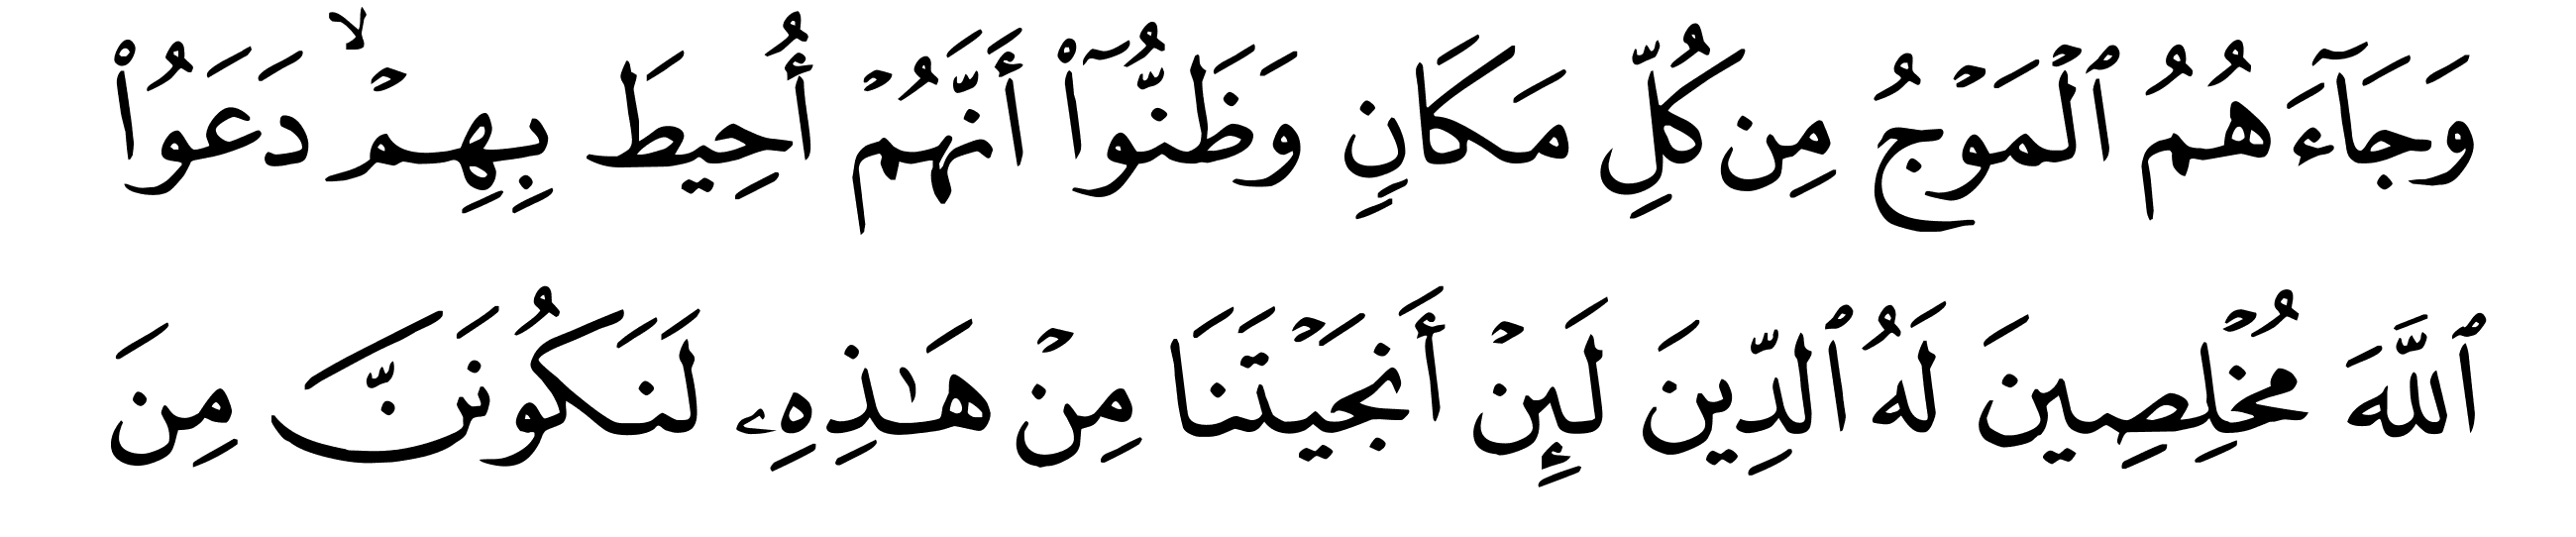 وَجَآءَهُمُ ٱلْمَوْجُ مِن كُلِّ مَكَانٍ وَظَنُّوٓا۟ أَنَّهُمْ أُحِيطَ بِهِمْ ۙ دَعَوُا۟
ٱللَّهَ مُخْلِصِينَ لَهُ ٱلدِّينَ لَئِنْ أَنجَيْتَنَا مِنْ هَـٰذِهِۦ لَنَكُونَنَّ مِنَ